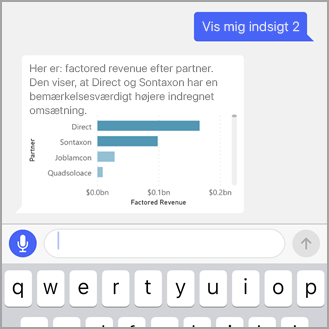 Vis mig indsigt 2
Her er: factored revenue efter partner.
Den viser, at Direct og Sontaxon har en
bemærkelsesværdigt højere indregnet
omsætning.
Partner
Direct
Sontaxon
Joblamcon
Quadsoloace
$0.0bn $0.1bn $0.2bn
Factored Revenue
q w e r t y u i o p